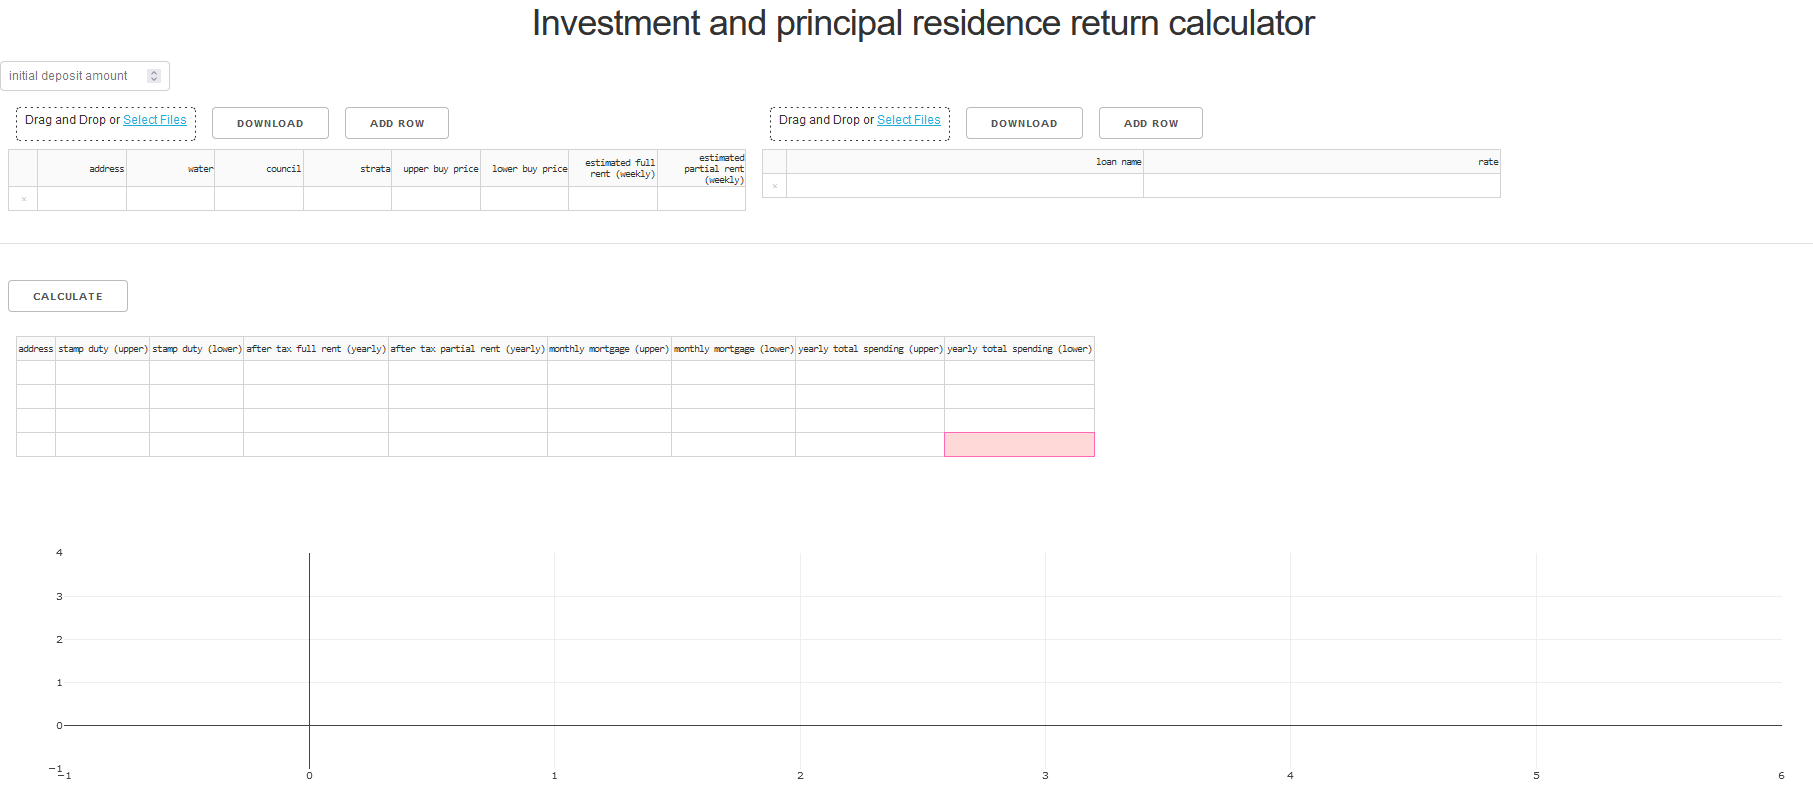 Investment and principal residence return calculator
initial deposit amount
Drag and Drop or Select Files
DOWNLOAD
ADD ROW
Drag and Drop or Select Files
DOWNLOAD
ADD ROW
address
water
council
strata
upper buy price
lower buy price
estimated full
rent (weekly)
estimated
partial rent
(weekly)
×
loan name
rate
×
CALCULATE
address
stamp duty (upper)
stamp duty (lower)
after tax full rent (yearly)
after tax partial rent (yearly)
monthly mortgage (upper)
monthly mortgage (lower)
yearly total spending (upper)
yearly total spending (lower)
4
3
2
1
0
−1
−1
0
1
2
3
4
5
6